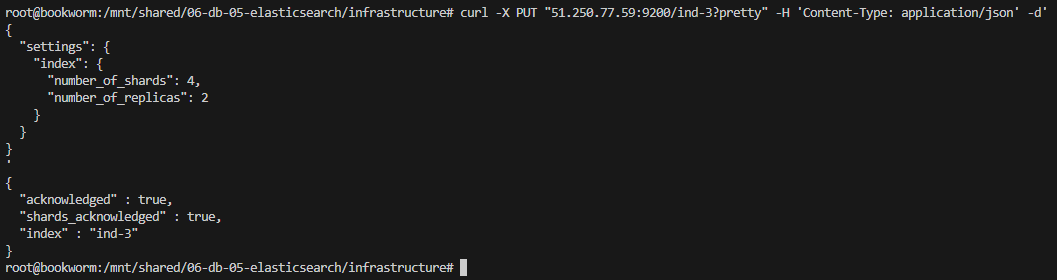 root@bookworm:/mnt/shared/06-db-05-elasticsearch/infrastructure# curl -X PUT "51.250.77.59:9200/ind-3?pretty" -H 'Content-Type: application/json' -d'
{
  "settings": {
    "index": {
      "number_of_shards": 4,
      "number_of_replicas": 2
    }
  }
}
'
{
  "acknowledged" : true,
  "shards_acknowledged" : true,
  "index" : "ind-3"
}
root@bookworm:/mnt/shared/06-db-05-elasticsearch/infrastructure#